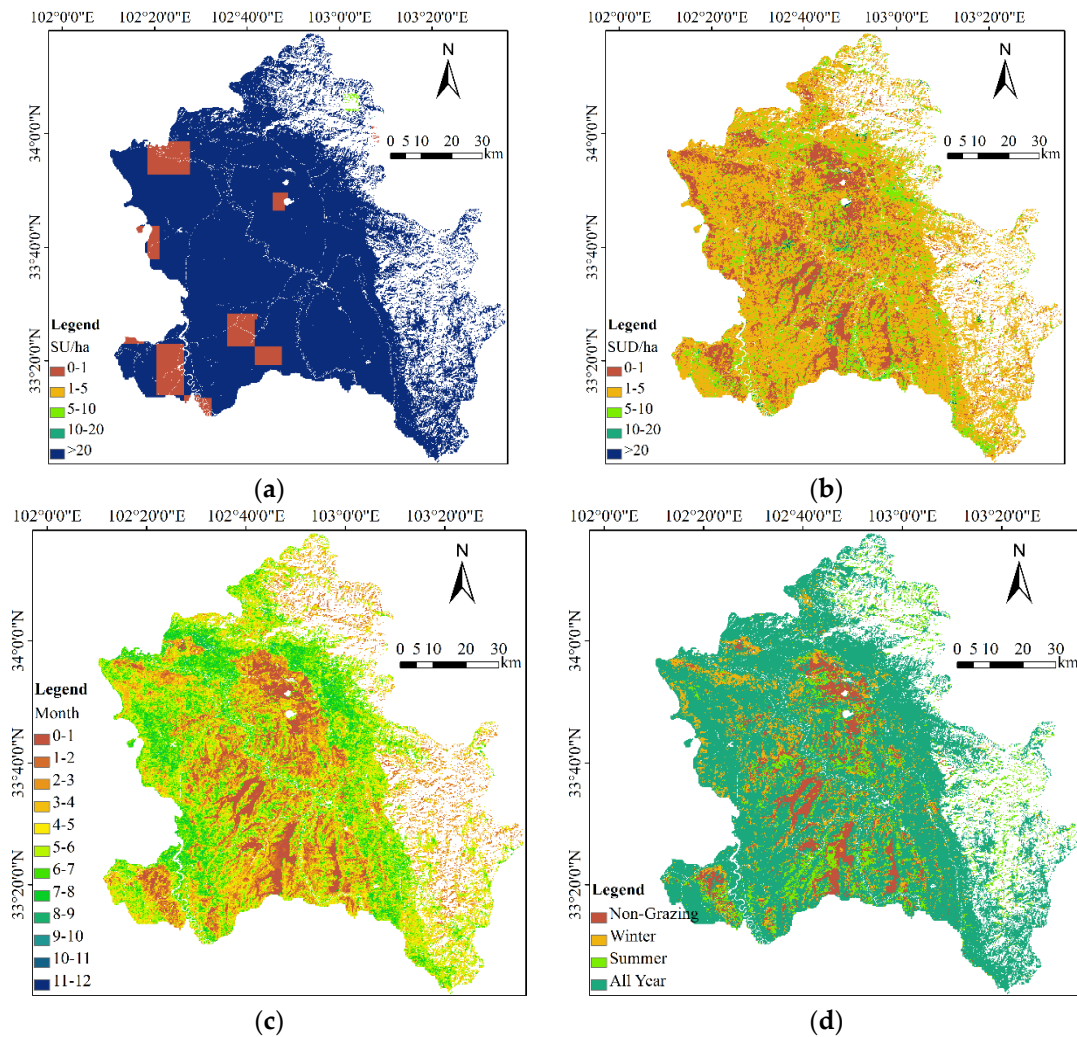 102°0'0"E 102°20'0"E 102°40'0"E 103°0'0"E 103°20'0"E
34°0'0"N
33°40'0"N
33°20'0"N
N
0 5 10 20 30
km
Legend
SU/ha
0-1
1-5
5-10
10-20
>20
(a)
102°0'0"E 102°20'0"E 102°40'0"E 103°0'0"E 103°20'0"E
34°0'0"N
33°40'0"N
33°20'0"N
N
0 5 10 20 30
km
Legend
SUD/ha
0-1
1-5
5-10
10-20
>20
(b)
102°0'0"E 102°20'0"E 102°40'0"E 103°0'0"E 103°20'0"E
34°0'0"N
33°40'0"N
33°20'0"N
N
0 5 10 20 30
km
Legend
Month
0-1
1-2
2-3
3-4
4-5
5-6
6-7
7-8
8-9
9-10
10-11
11-12
(c)
102°0'0"E 102°20'0"E 102°40'0"E 103°0'0"E 103°20'0"E
34°0'0"N
33°40'0"N
33°20'0"N
N
0 5 10 20 30
km
Legend
Non-Grazing
Winter
Summer
All Year
(d)